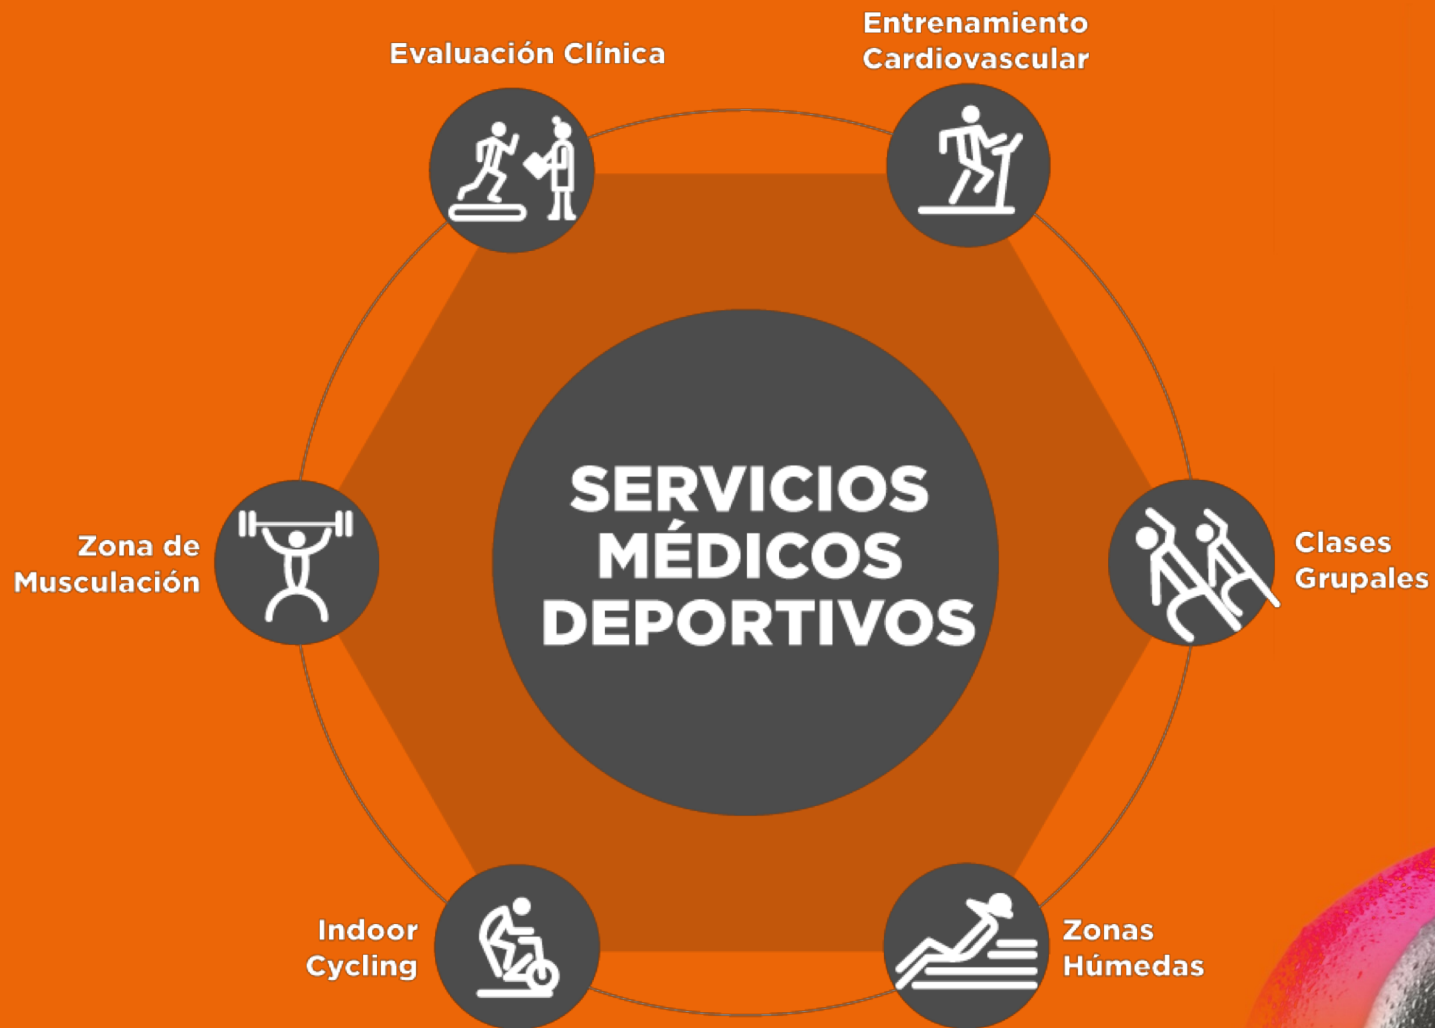 Evaluación Clínica
Entrenamiento
Cardiovascular
SERVICIOS
MÉDICOS
DEPORTIVOS
Zona de
Musculación
Clases
Grupales
Indoor
Cycling
Zonas
Húmedas